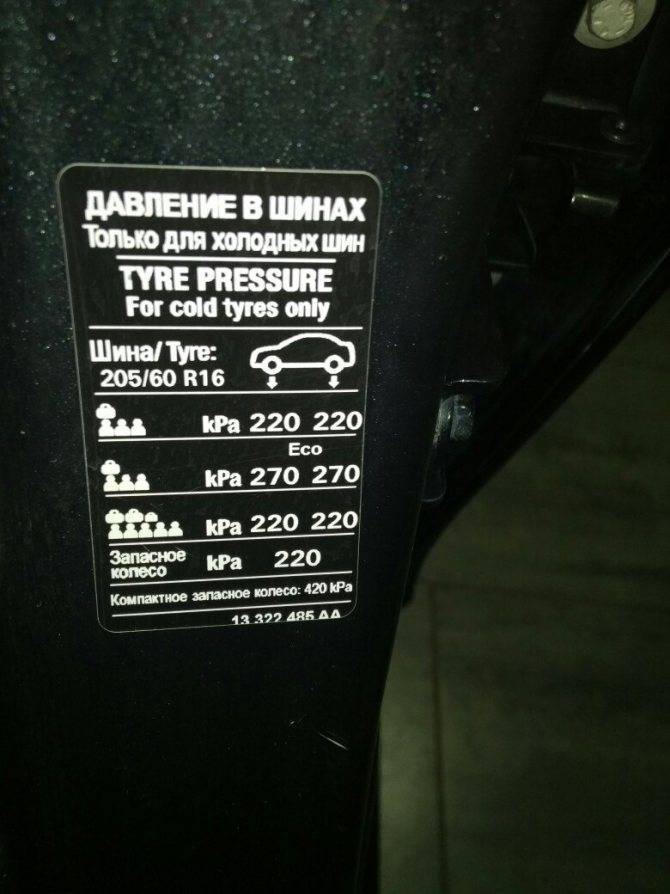 ДАВЛЕНИЕ В ШИНАХ
Только для холодных шин
TYRE PRESSURE
For cold tyres only
Шина/ Tyre:
205/60 R16
kPa 220 220
Eco
kPa 270 270
kPa 220 220
Запасное
колесо kPa 220
Компактное запасное колесо: 420 kPa
13 322 485 AA